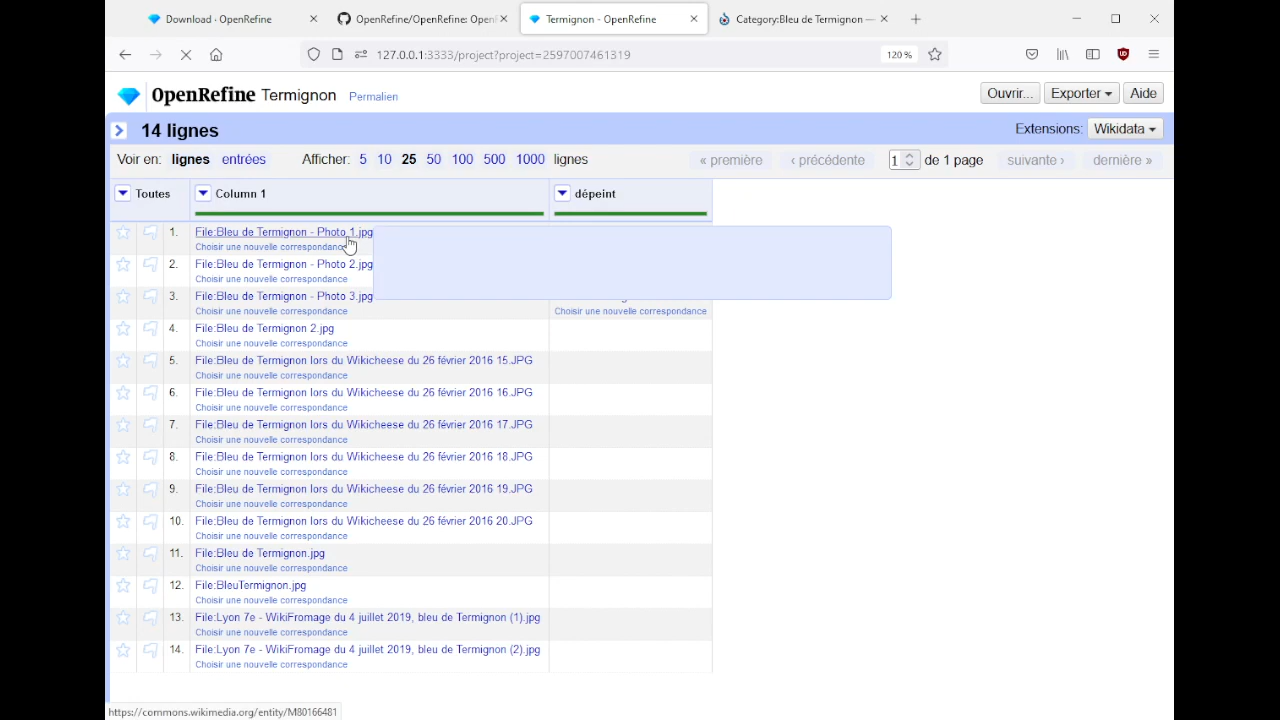 Download · OpenRefine
OpenRefine/OpenRefine: OpenI
Termignon - OpenRefine
Category:Bleu de Termignon —
127.0.0.1:3333/project?project=2597007461319
120 %
OpenRefine Termignon Permalien
Ouvrir... Exporter Aide
14 lignes
Extensions: Wikidata
Voir en: lignes entrées Afficher: 5 10 25 50 100 500 1000 lignes
« première ‹ précédente 1 de 1 page suivante › dernière »
Toutes Column 1 dépeint
1. File:Bleu de Termignon - Photo 1.jpg
Choisir une nouvelle correspondance
2. File:Bleu de Termignon - Photo 2.jpg
Choisir une nouvelle correspondance
3. File:Bleu de Termignon - Photo 3.jpg
Choisir une nouvelle correspondance Choisir une nouvelle correspondance
4. File:Bleu de Termignon 2.jpg
Choisir une nouvelle correspondance
5. File:Bleu de Termignon lors du Wikicheese du 26 février 2016 15.JPG
Choisir une nouvelle correspondance
6. File:Bleu de Termignon lors du Wikicheese du 26 février 2016 16.JPG
Choisir une nouvelle correspondance
7. File:Bleu de Termignon lors du Wikicheese du 26 février 2016 17.JPG
Choisir une nouvelle correspondance
8. File:Bleu de Termignon lors du Wikicheese du 26 février 2016 18.JPG
Choisir une nouvelle correspondance
9. File:Bleu de Termignon lors du Wikicheese du 26 février 2016 19.JPG
Choisir une nouvelle correspondance
10. File:Bleu de Termignon lors du Wikicheese du 26 février 2016 20.JPG
Choisir une nouvelle correspondance
11. File:Bleu de Termignon.jpg
Choisir une nouvelle correspondance
12. File:BleuTermignon.jpg
Choisir une nouvelle correspondance
13. File:Lyon 7e - WikiFromage du 4 juillet 2019, bleu de Termignon (1).jpg
Choisir une nouvelle correspondance
14. File:Lyon 7e - WikiFromage du 4 juillet 2019, bleu de Termignon (2).jpg
Choisir une nouvelle correspondance
https://commons.wikimedia.org/entity/M80166481